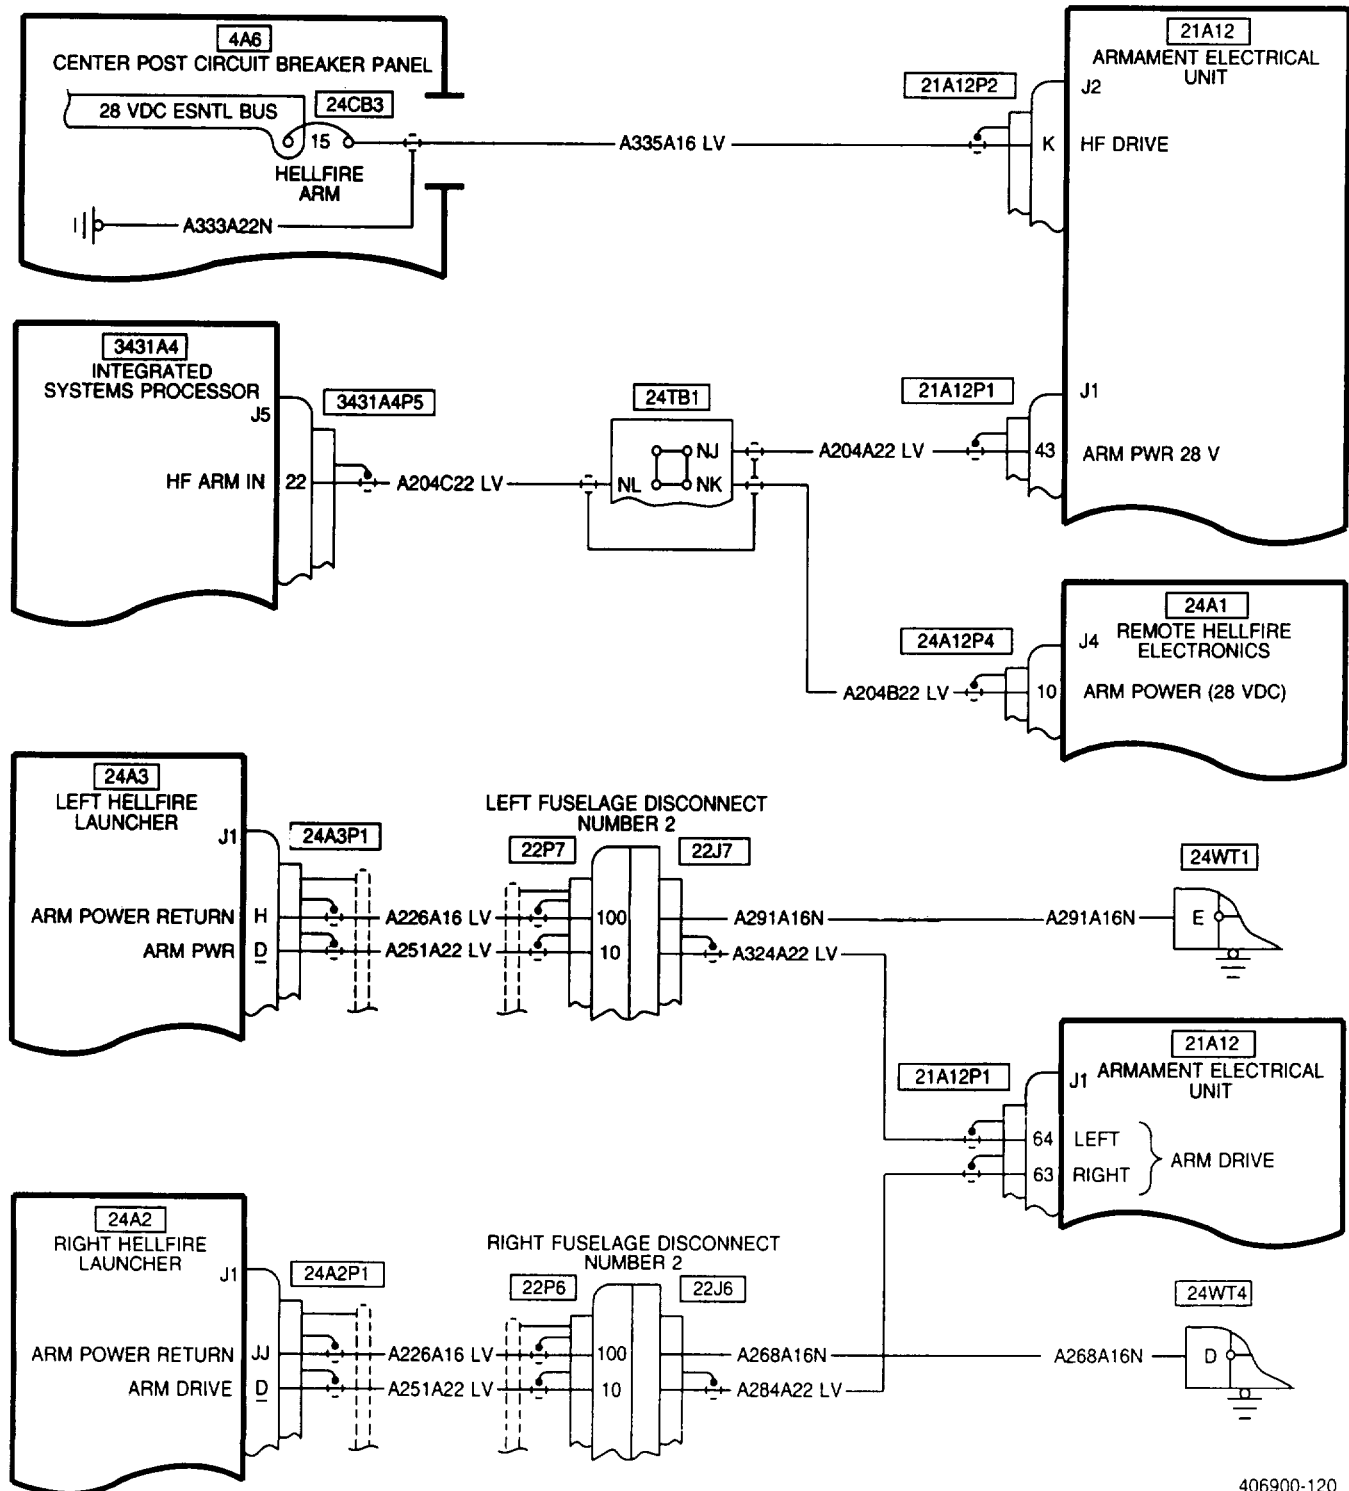 4A6
CENTER POST CIRCUIT BREAKER PANEL
28 VDC ESNTL BUS
24CB3
15
HELLFIRE
ARM
A333A22N
A335A16 LV
21A12P2
K
J2
HF DRIVE
21A12
ARMAMENT ELECTRICAL
UNIT
3431A4
INTEGRATED
SYSTEMS PROCESSOR
J5
3431A4P5
HF ARM IN
22
A204C22 LV
24TB1
NJ
NL
NK
A204A22 LV
21A12P1
43
J1
ARM PWR 28 V
24A1
REMOTE HELLFIRE
ELECTRONICS
24A12P4
J4
A204B22 LV
10
ARM POWER (28 VDC)
24A3
LEFT HELLFIRE
LAUNCHER
J1
24A3P1
ARM POWER RETURN
H
A226A16 LV
ARM PWR
D
A251A22 LV
LEFT FUSELAGE DISCONNECT
NUMBER 2
22P7
22J7
100
10
A291A16N
A291A16N
A324A22 LV
24WT1
E
21A12
ARMAMENT ELECTRICAL
UNIT
21A12P1
J1
64
LEFT
63
RIGHT
ARM DRIVE
24A2
RIGHT HELLFIRE
LAUNCHER
J1
24A2P1
ARM POWER RETURN
JJ
A226A16 LV
ARM DRIVE
D
A251A22 LV
RIGHT FUSELAGE DISCONNECT
NUMBER 2
22P6
22J6
100
10
A268A16N
A268A16N
A284A22 LV
24WT4
D
406900-120